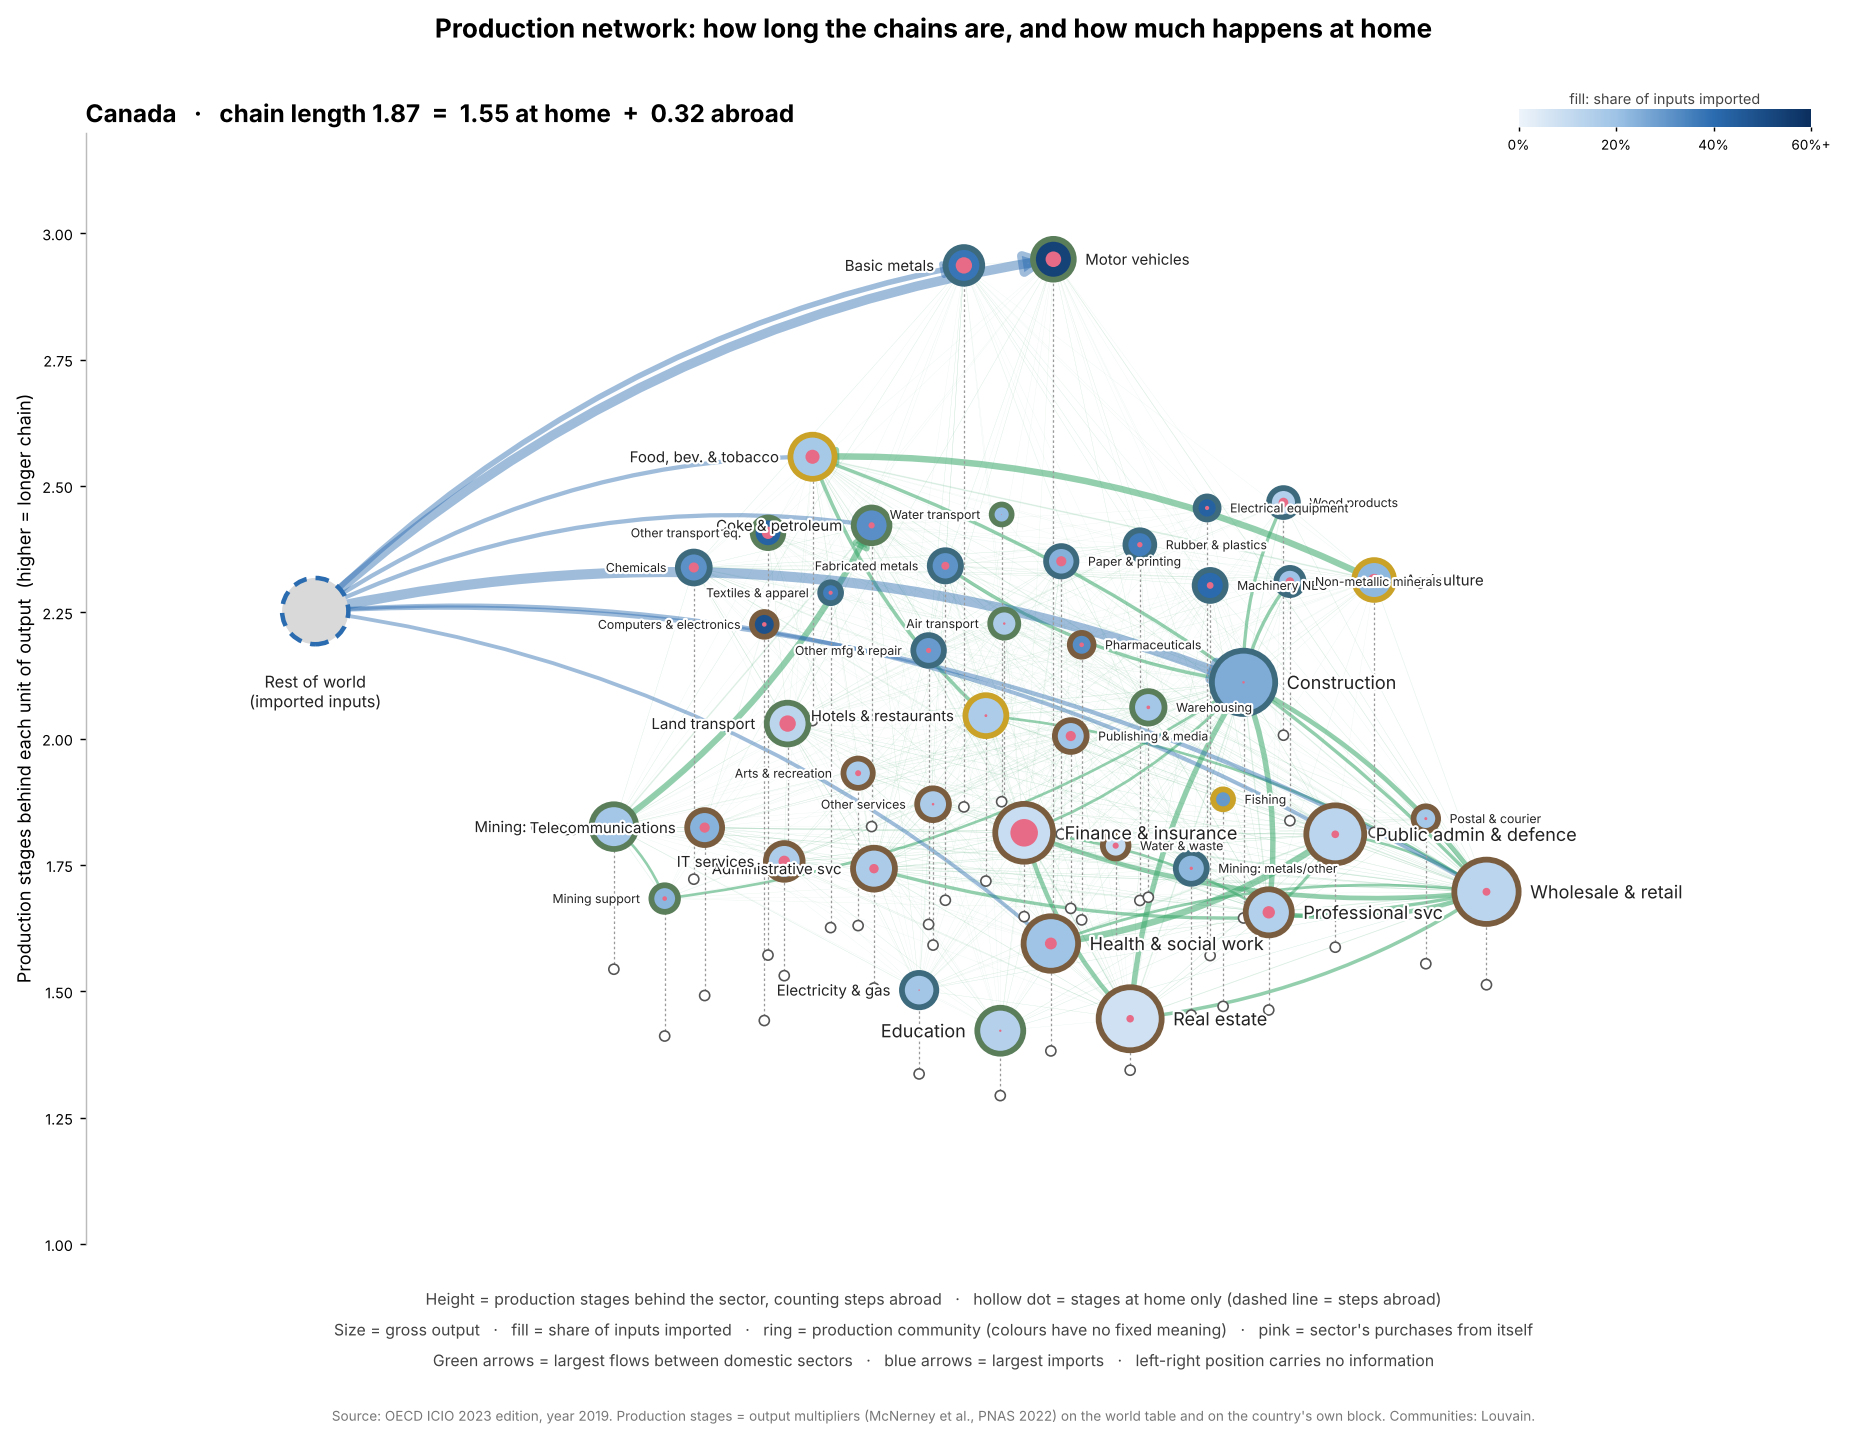 Production network: how long the chains are, and how much happens at home
Canada · chain length 1.87 = 1.55 at home + 0.32 abroad
fill: share of inputs imported
0% 20% 40% 60%+
Production stages behind each unit of output (higher = longer chain)
3.00
2.75
2.50
2.25
2.00
1.75
1.50
1.25
1.00
Basic metals
Motor vehicles
Food, bev. & tobacco
Wood products
Electrical equipment
Water transport
Coke & petroleum
Other transport eq.
Rubber & plastics
Paper & printing
Fabricated metals
Chemicals
Machinery NEC
Non-metallic minerals
Textiles & apparel
Computers & electronics
Air transport
Pharmaceuticals
Other mfg & repair
Rest of world
(imported inputs)
Construction
Warehousing
Hotels & restaurants
Land transport
Publishing & media
Arts & recreation
Other services
Fishing
Postal & courier
Mining:
Telecommunications
Finance & insurance
Public admin & defence
Water & waste
IT services
Administrative svc
Mining: metals/other
Wholesale & retail
Mining support
Professional svc
Health & social work
Electricity & gas
Real estate
Education
Height = production stages behind the sector, counting steps abroad · hollow dot = stages at home only (dashed line = steps abroad)
Size = gross output · fill = share of inputs imported · ring = production community (colours have no fixed meaning) · pink = sector's purchases from itself
Green arrows = largest flows between domestic sectors · blue arrows = largest imports · left-right position carries no information
Source: OECD ICIO 2023 edition, year 2019. Production stages = output multipliers (McNerney et al., PNAS 2022) on the world table and on the country's own block. Communities: Louvain.